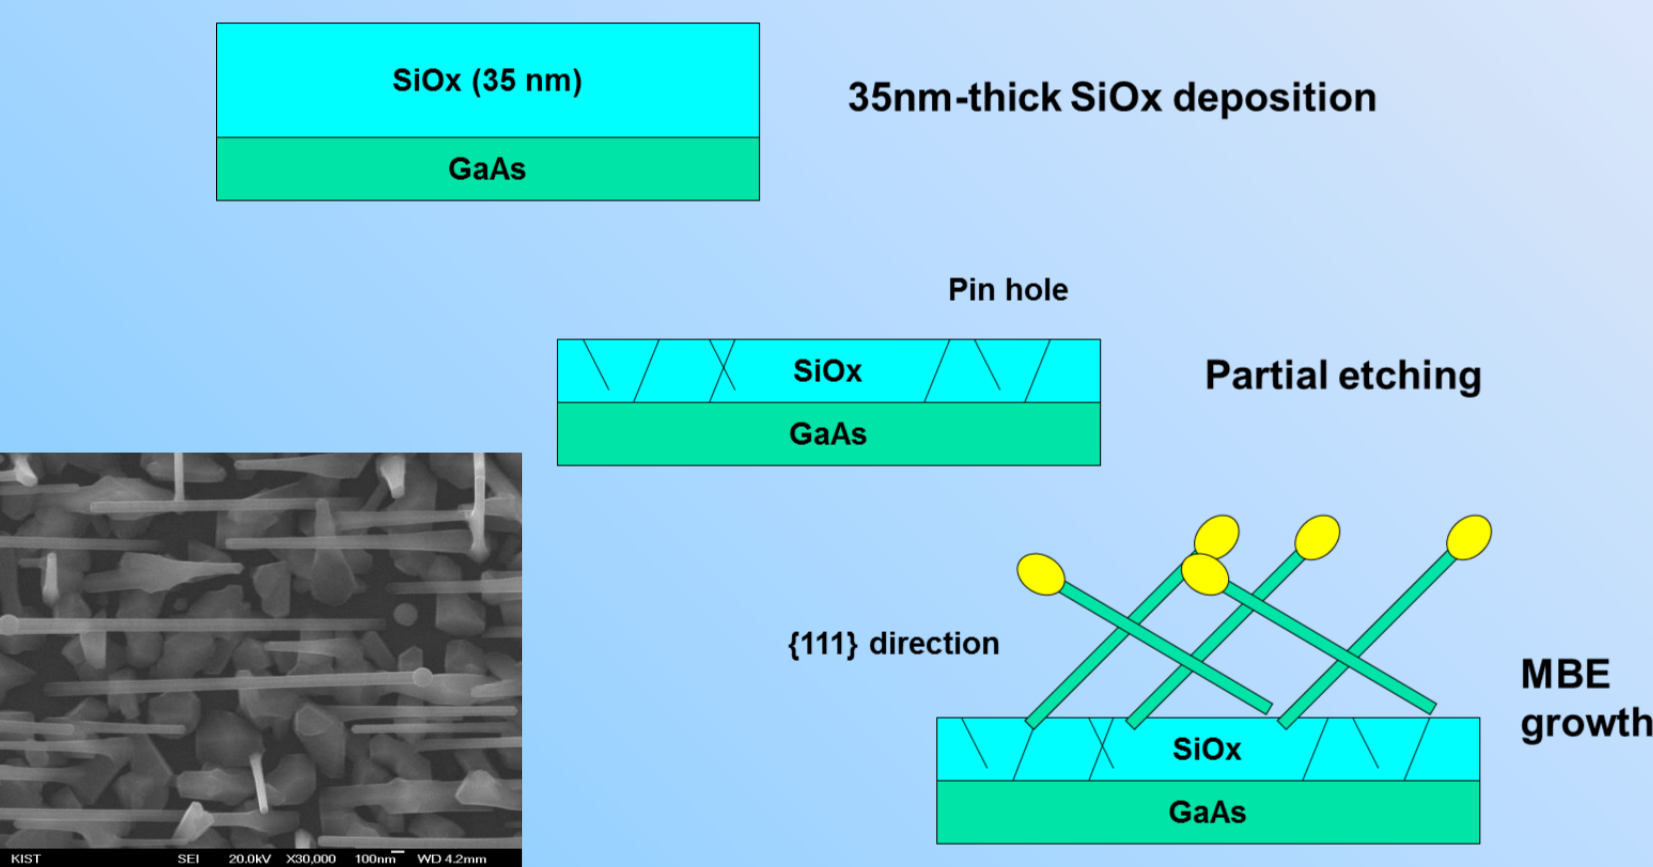 SiOx (35 nm)
GaAs
35nm-thick SiOx deposition
Pin hole
SiOx
GaAs
Partial etching
{111} direction
SiOx
GaAs
MBE
growth
KIST SEI 20.0kV X30,000 100nm WD 4.2mm